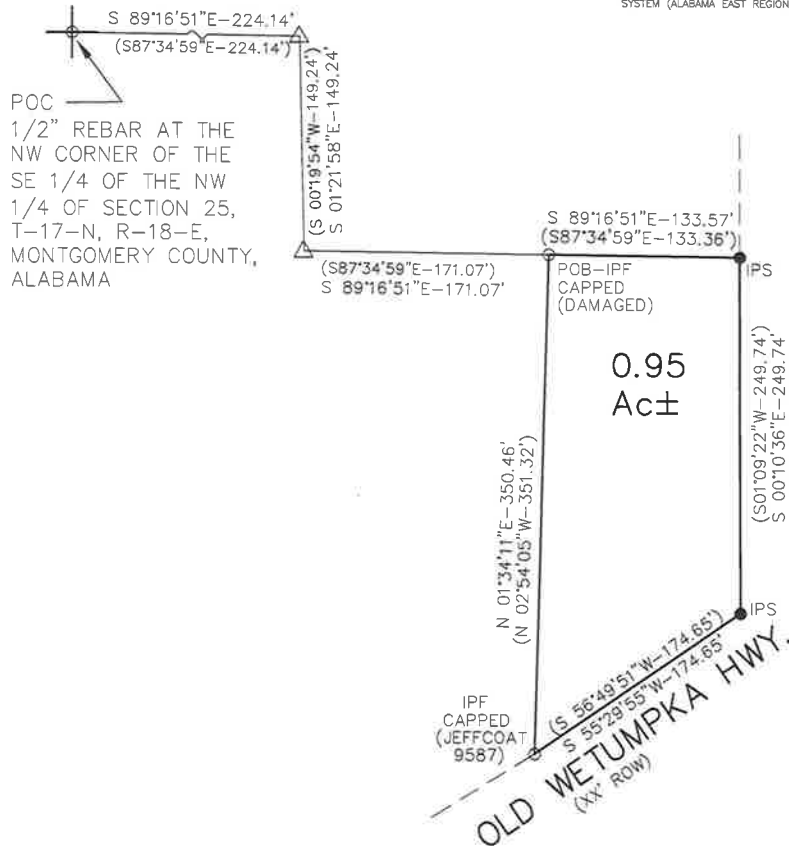 SYSTEM (ALABAMA EAST REGION
S 89°16'51"E-224.14'
(S87°34'59"E-224.14')
POC
1/2" REBAR AT THE
NW CORNER OF THE
SE 1/4 OF THE NW
1/4 OF SECTION 25,
T-17-N, R-18-E,
MONTGOMERY COUNTY,
ALABAMA
(S 00°19'54"W-149.24')
S 01°21'58"E-149.24'
S 89°16'51"E-133.57'
(S87°34'59"E-133.36')
(S87°34'59"E-171.07')
S 89°16'51"E-171.07'
POB-IPF
CAPPED
(DAMAGED)
IPS
0.95
Ac±
(S01°09'22"W-249.74')
S 00°10'36"E-249.74'
N 01°34'11"E-350.46'
(N 02°54'05"W-351.32')
IPS
(S 56°49'51"W-174.65')
S 55°29'55"W-174.65'
IPF
CAPPED
(JEFFCOAT
9587)
OLD WETUMPKA HWY.
(XX' ROW)